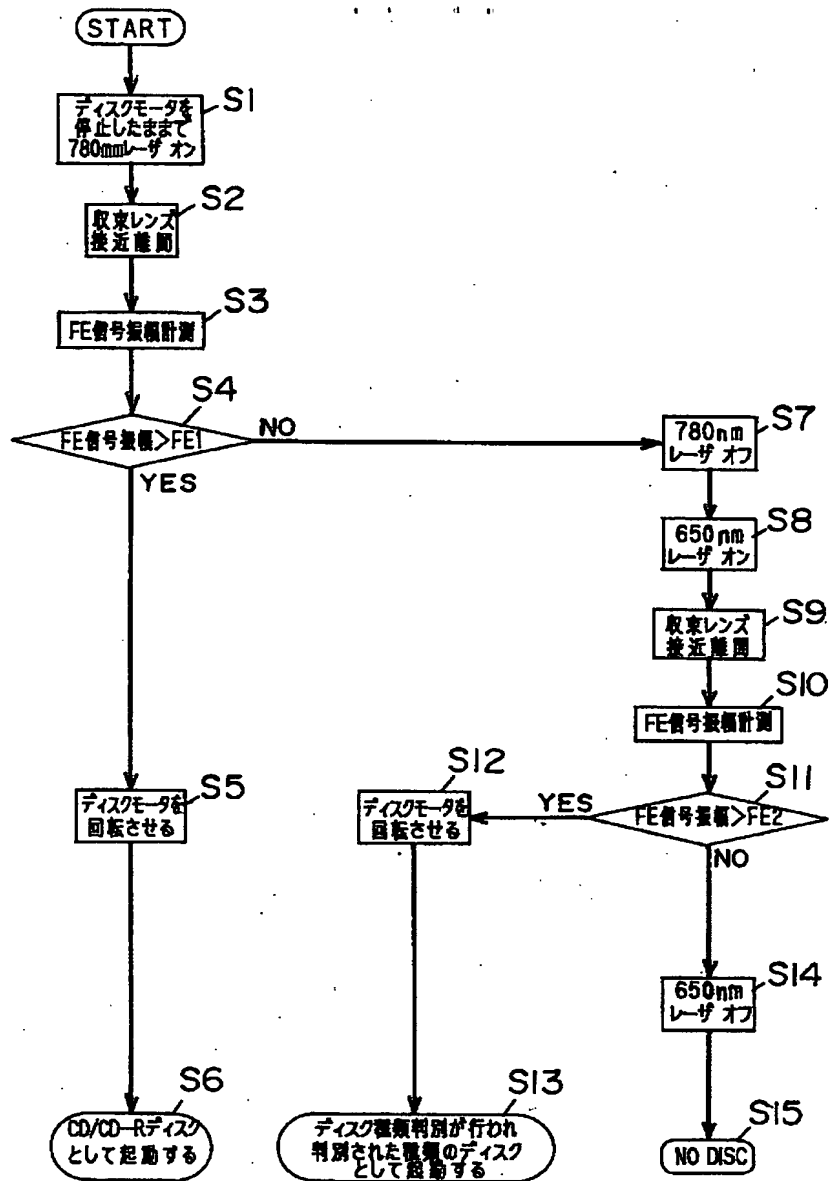 START
S1
ディスクモータを
停止したままで
780mmレーザ オン
S2
収束レンズ
接近離間
S3
FE信号振幅計測
S4
FE信号振幅>FE1
NO
YES
S7
780nm
レーザ オフ
S8
650nm
レーザ オン
S9
収束レンズ
接近離間
S10
FE信号振幅計測
S11
FE信号振幅>FE2
YES
NO
S12
ディスクモータを
回転させる
S5
ディスクモータを
回転させる
S14
650nm
レーザ オフ
S6
CD/CD-Rディスク
として起動する
S13
ディスク種類判別が行われ
判別された種類のディスク
として起動する
S15
NO DISC